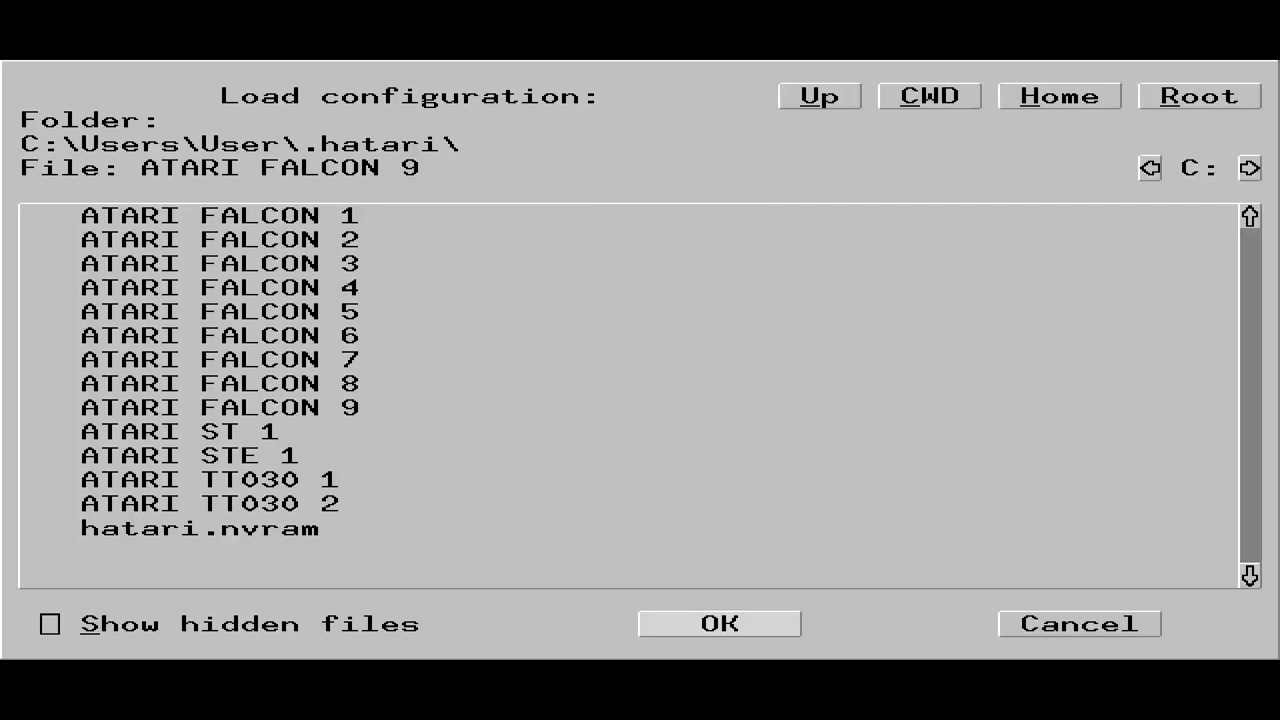 Load configuration: Up CWD Home Root
Folder:
C:\Users\User\.hatari\
File: ATARI FALCON 9 C:
ATARI FALCON 1
ATARI FALCON 2
ATARI FALCON 3
ATARI FALCON 4
ATARI FALCON 5
ATARI FALCON 6
ATARI FALCON 7
ATARI FALCON 8
ATARI FALCON 9
ATARI ST 1
ATARI STE 1
ATARI TT030 1
ATARI TT030 2
hatari.nvram
Show hidden files OK Cancel